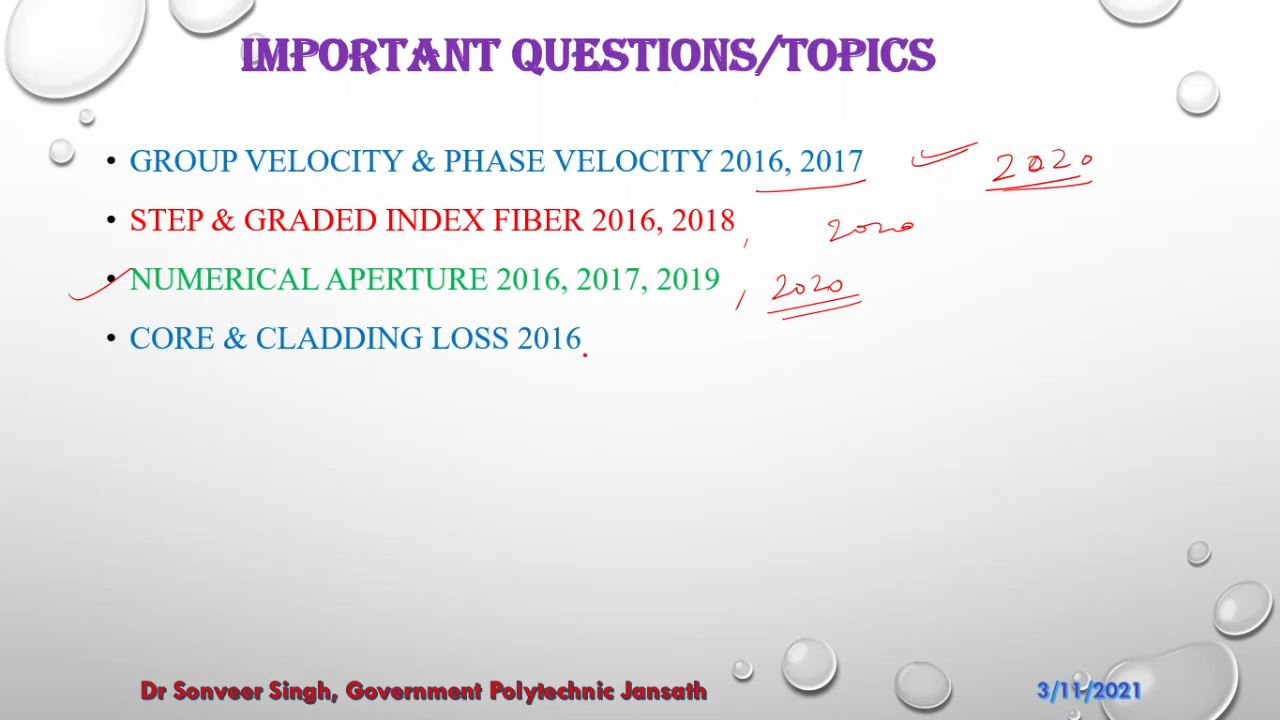 IMPORTANT QUESTIONS/TOPICS
• GROUP VELOCITY & PHASE VELOCITY 2016, 2017 2020
• STEP & GRADED INDEX FIBER 2016, 2018, 2020
• NUMERICAL APERTURE 2016, 2017, 2019, 2020
• CORE & CLADDING LOSS 2016
Dr Sonveer Singh, Government Polytechnic Jansath 3/11/2021